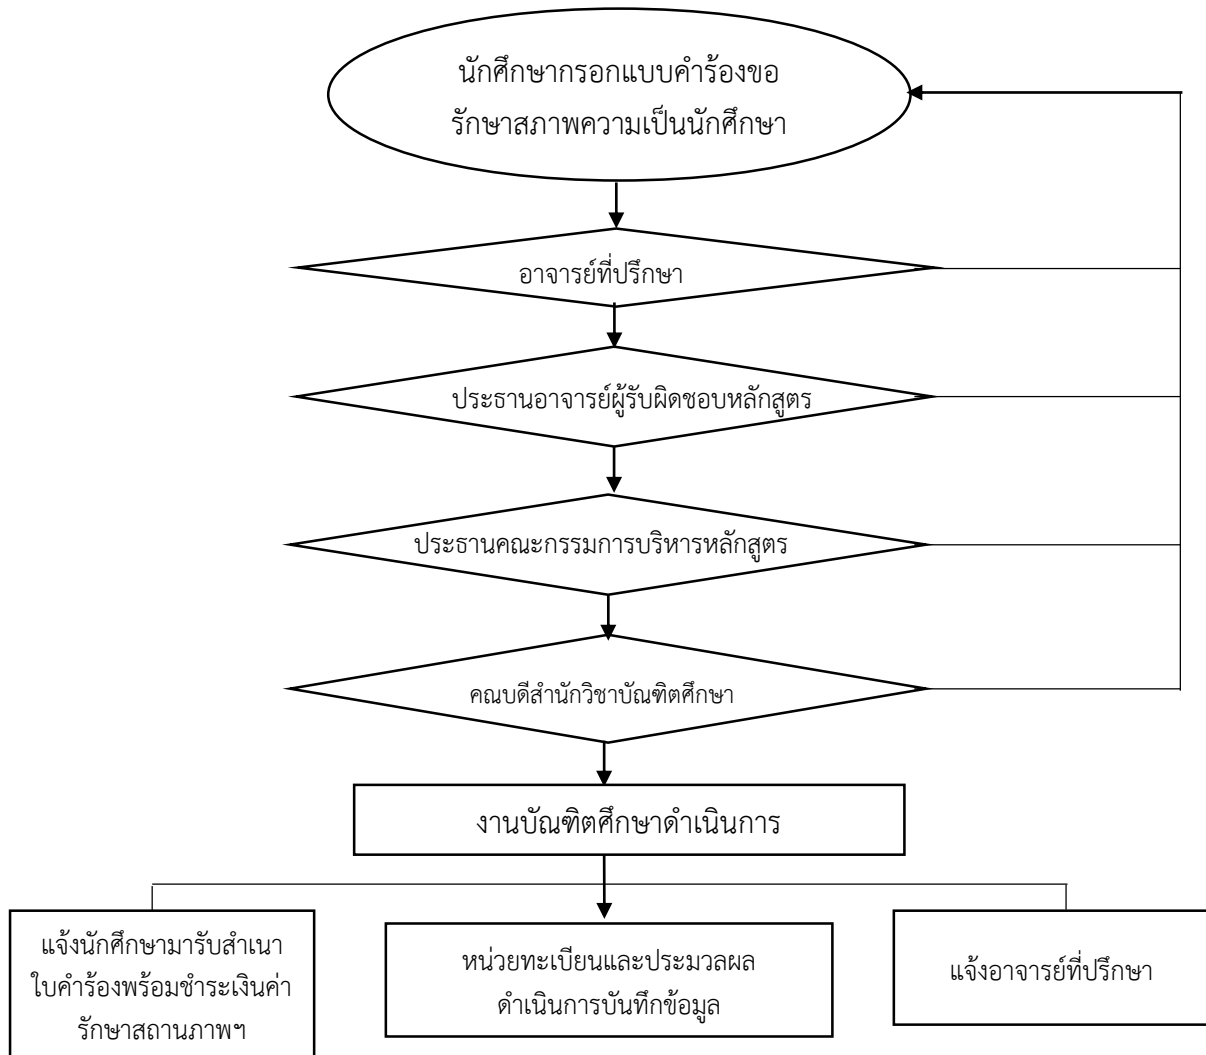 นักศึกษากรอกแบบคำร้องขอ
รักษาสภาพความเป็นนักศึกษา
อาจารย์ที่ปรึกษา
ประธานอาจารย์ผู้รับผิดชอบหลักสูตร
ประธานคณะกรรมการบริหารหลักสูตร
คณบดีสำนักวิชาบัณฑิตศึกษา
งานบัณฑิตศึกษาดำเนินการ
แจ้งนักศึกษามารับสำเนา
ใบคำร้องพร้อมชำระเงินค่า
รักษาสถานภาพฯ
หน่วยทะเบียนและประมวลผล
ดำเนินการบันทึกข้อมูล
แจ้งอาจารย์ที่ปรึกษา